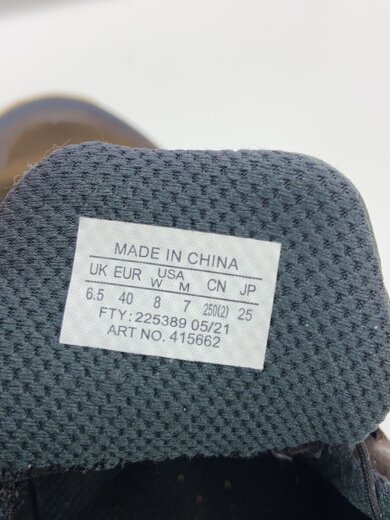 MADE IN CHINA
UK EUR USA CN JP
W M
6.5 40 8 7 250(2) 25
FTY: 225389 05/21
ART NO. 415662